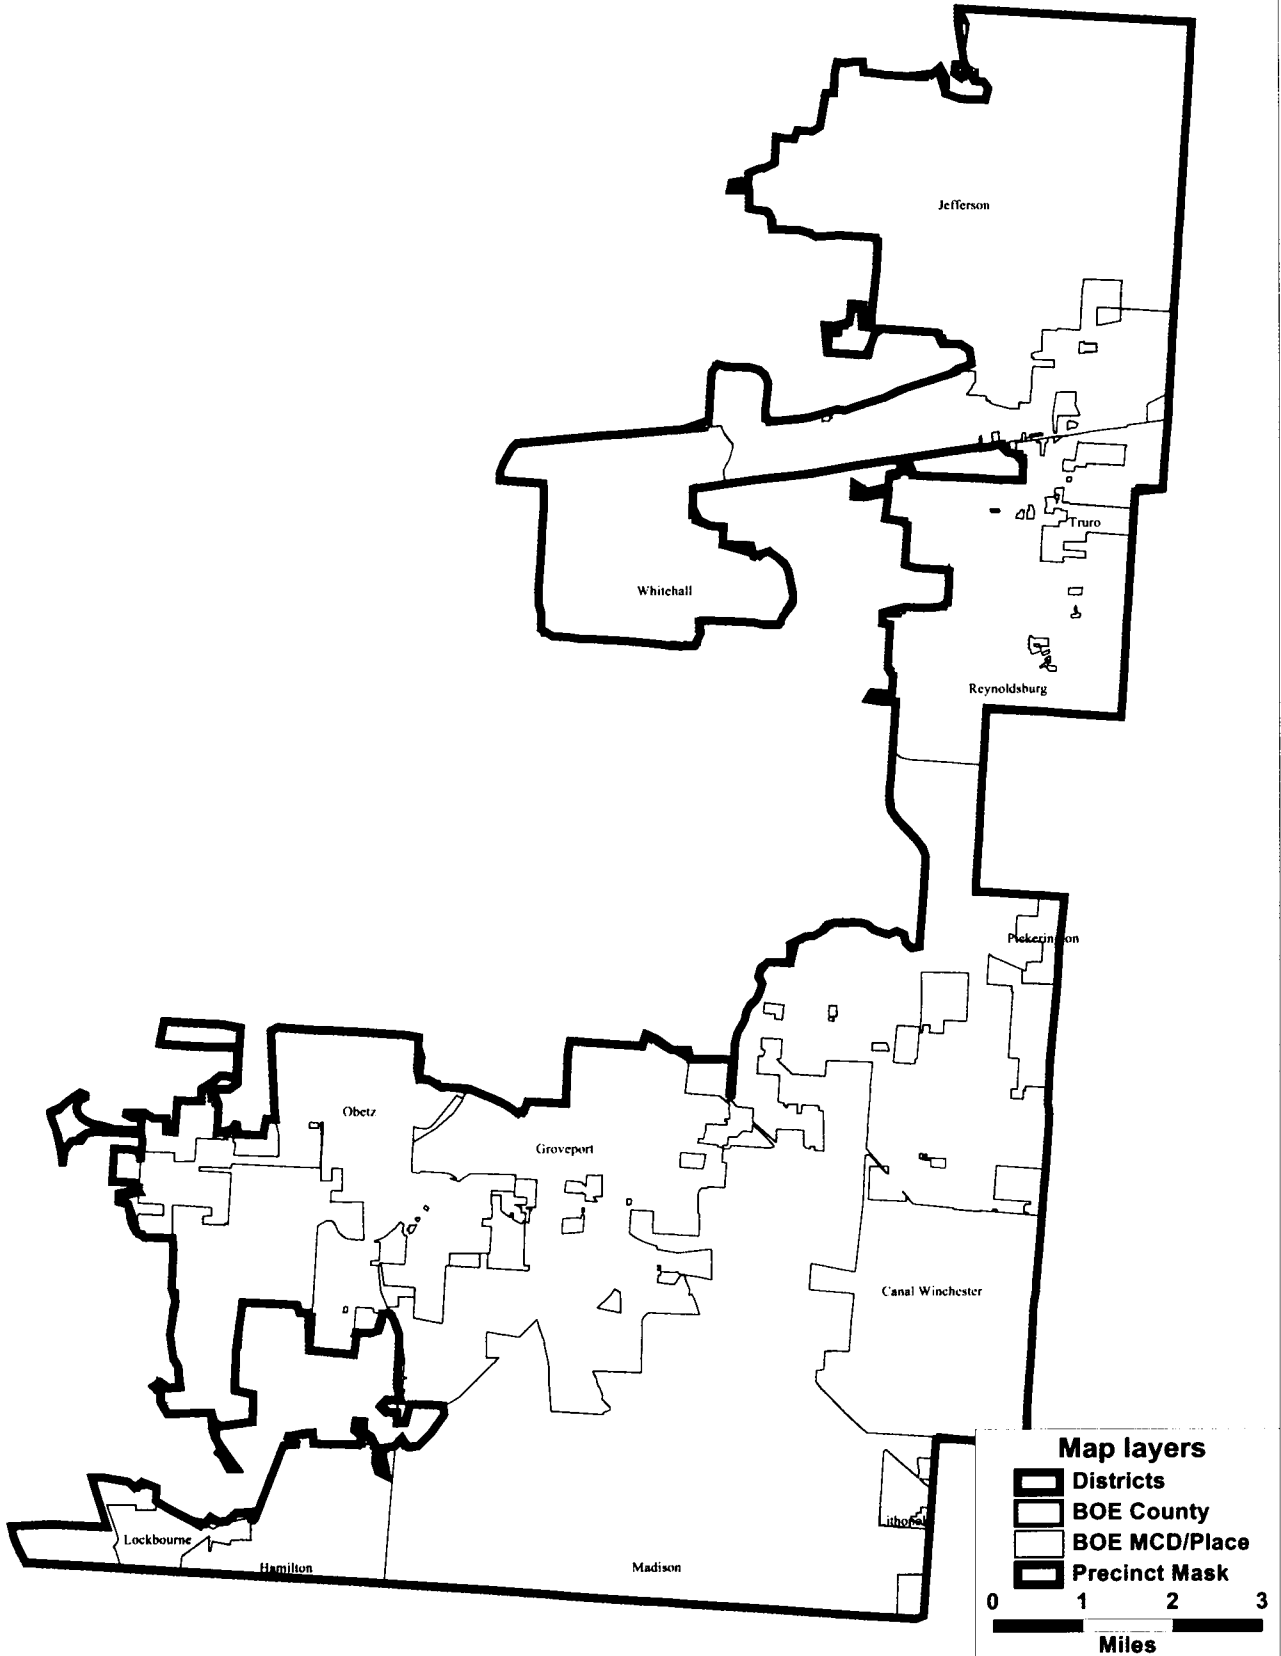 Jefferson
Truro
Whitehall
Reynoldsburg
Pickerington
Obetz
Groveport
Canal Winchester
Lockbourne
Hamilton
Madison
Map layers
Districts
BOE County
BOE MCD/Place
Precinct Mask
0 1 2 3
Miles